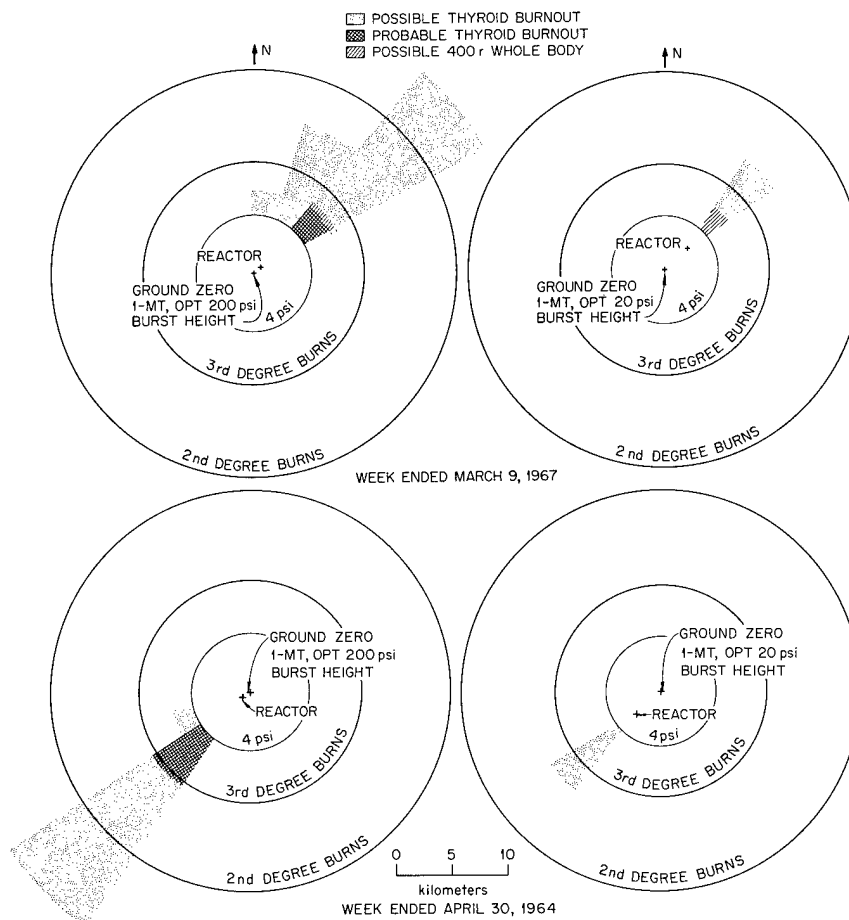 POSSIBLE THYROID BURNOUT
PROBABLE THYROID BURNOUT
POSSIBLE 400 r WHOLE BODY
N
N
REACTOR
GROUND ZERO
1-MT, OPT 200 psi
BURST HEIGHT
4 psi
3rd DEGREE BURNS
2nd DEGREE BURNS
REACTOR
GROUND ZERO
1-MT, OPT 20 psi
BURST HEIGHT
4 psi
3rd DEGREE BURNS
2nd DEGREE BURNS
WEEK ENDED MARCH 9, 1967
GROUND ZERO
1-MT, OPT 200 psi
BURST HEIGHT
REACTOR
4 psi
3rd DEGREE BURNS
2nd DEGREE BURNS
GROUND ZERO
1-MT, OPT 20 psi
BURST HEIGHT
REACTOR
4 psi
3rd DEGREE BURNS
2nd DEGREE BURNS
0 5 10
kilometers
WEEK ENDED APRIL 30, 1964